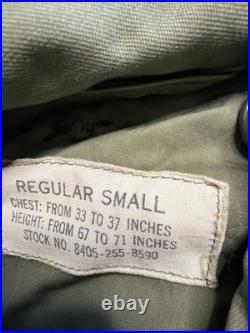 REGULAR SMALL
CHEST: FROM 33 TO 37 INCHES
HEIGHT: FROM 67 TO 71 INCHES
STOCK NO. 8405-255-8590